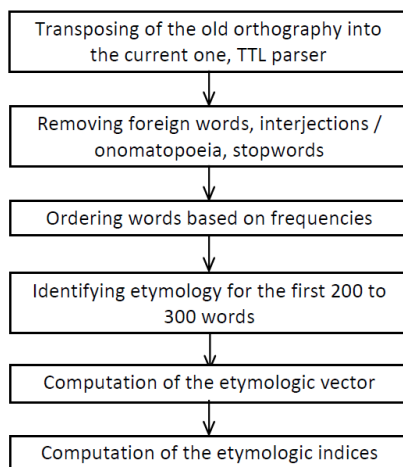 Transposing of the old orthography into
the current one, TTL parser
Removing foreign words, interjections /
onomatopoeia, stopwords
Ordering words based on frequencies
Identifying etymology for the first 200 to
300 words
Computation of the etymologic vector
Computation of the etymologic indices